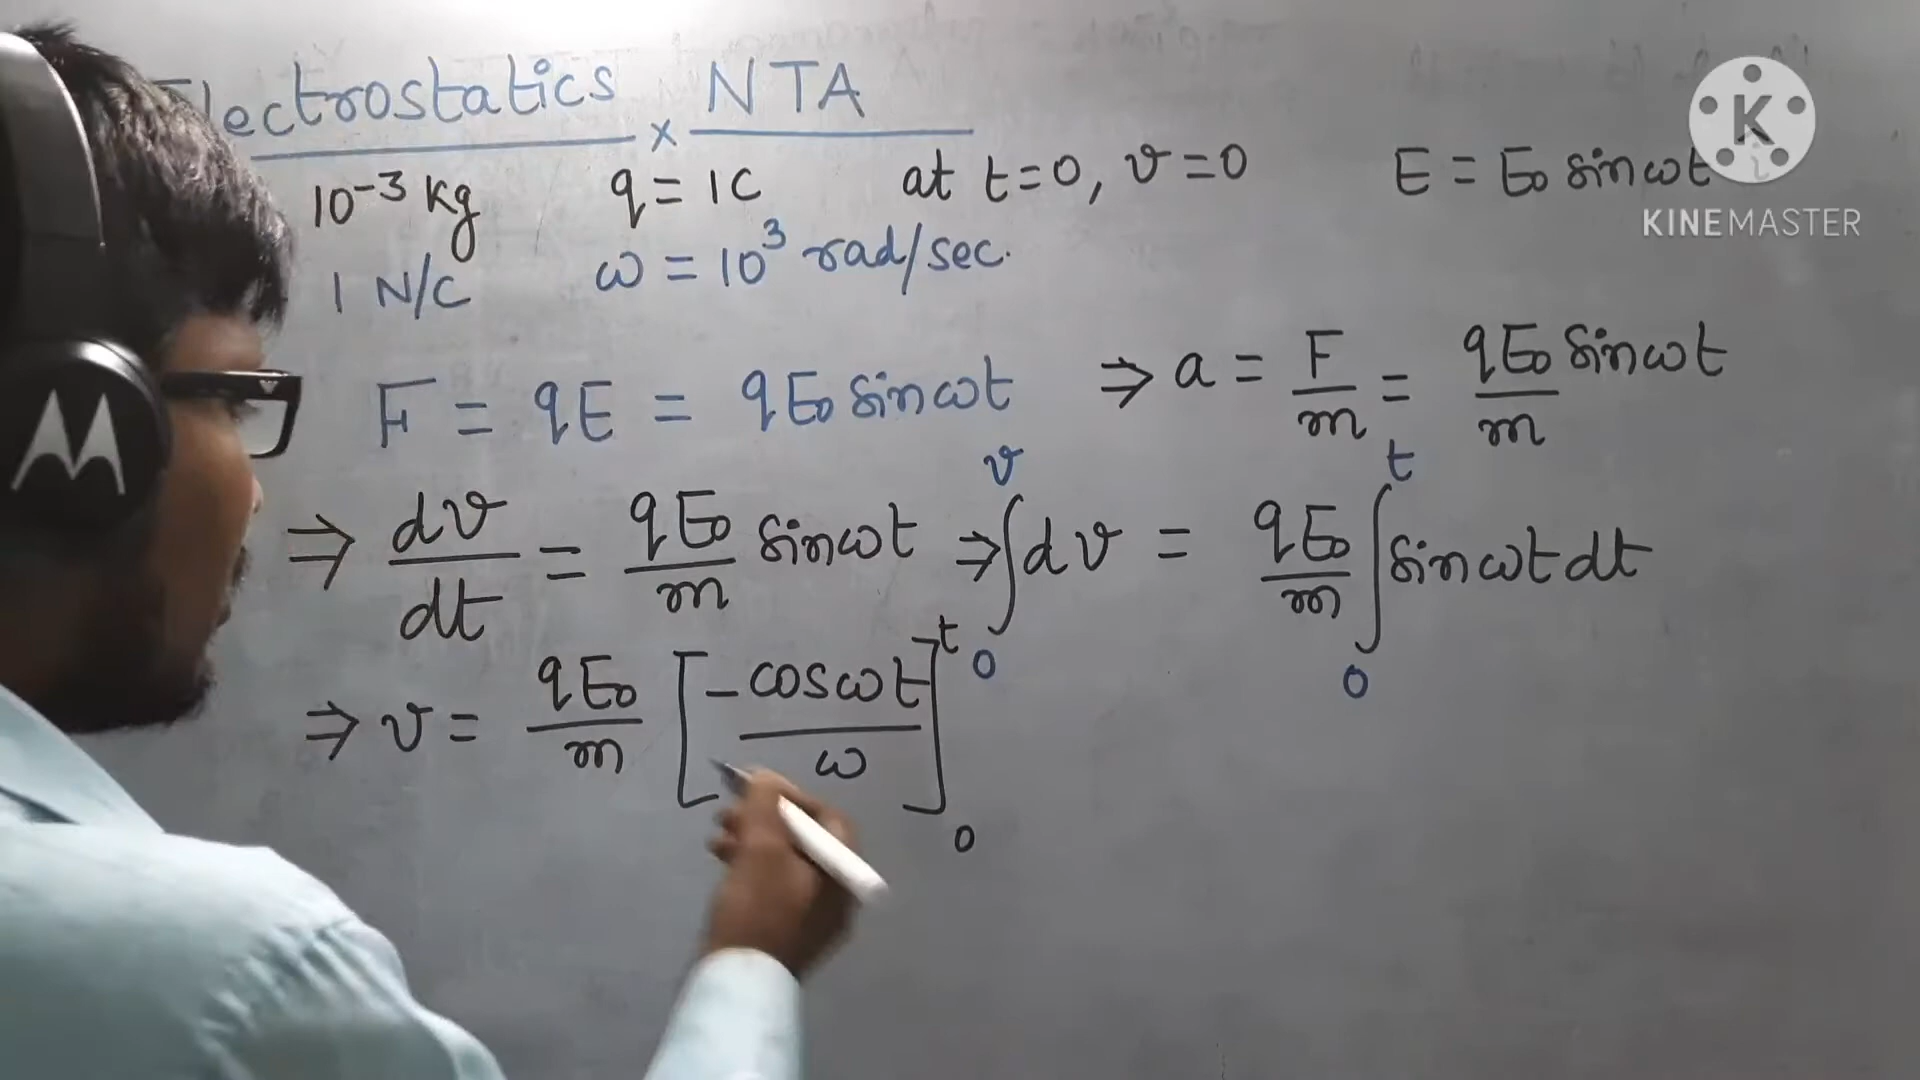 Electrostatics x NTA
10⁻³ kg q = 1C at t=0, v=0 E = E₀ sinωt
1 N/C ω = 10³ rad/sec.
F = qE = qE₀ sinωt ⇒ a = F/m = qE₀/m sinωt
⇒ dv/dt = qE₀/m sinωt ⇒ ∫₀ᵛ dv = qE₀/m ∫₀ᵗ sinωt dt
⇒ v = qE₀/m [-cosωt/ω]₀ᵗ
K
KINEMASTER